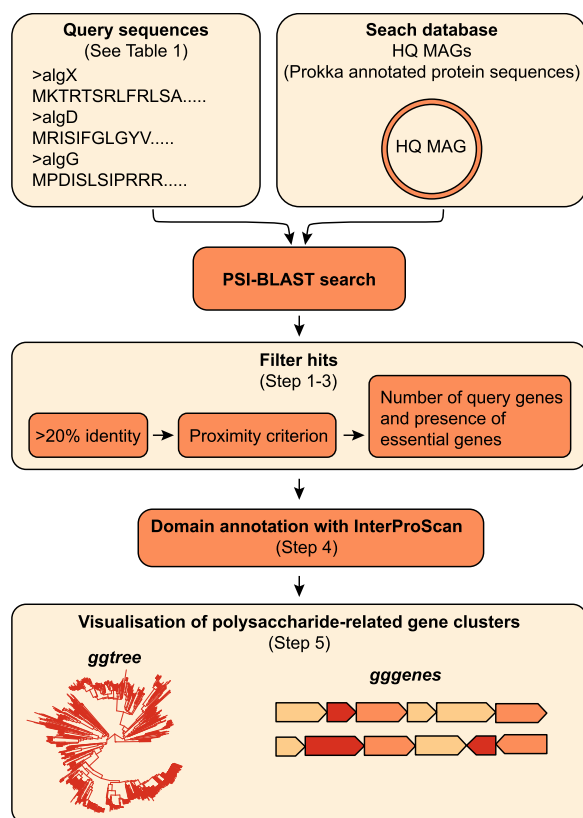 Query sequences
(See Table 1)
>algX
MKTRTSRLFRLSA.....
>algD
MRISIFGLGYV.....
>algG
MPDISLSIPRRR.....
Seach database
HQ MAGs
(Prokka annotated protein sequences)
HQ MAG
PSI-BLAST search
Filter hits
(Step 1-3)
>20% identity
Proximity criterion
Number of query genes
and presence of
essential genes
Domain annotation with InterProScan
(Step 4)
Visualisation of polysaccharide-related gene clusters
(Step 5)
ggtree
gggenes